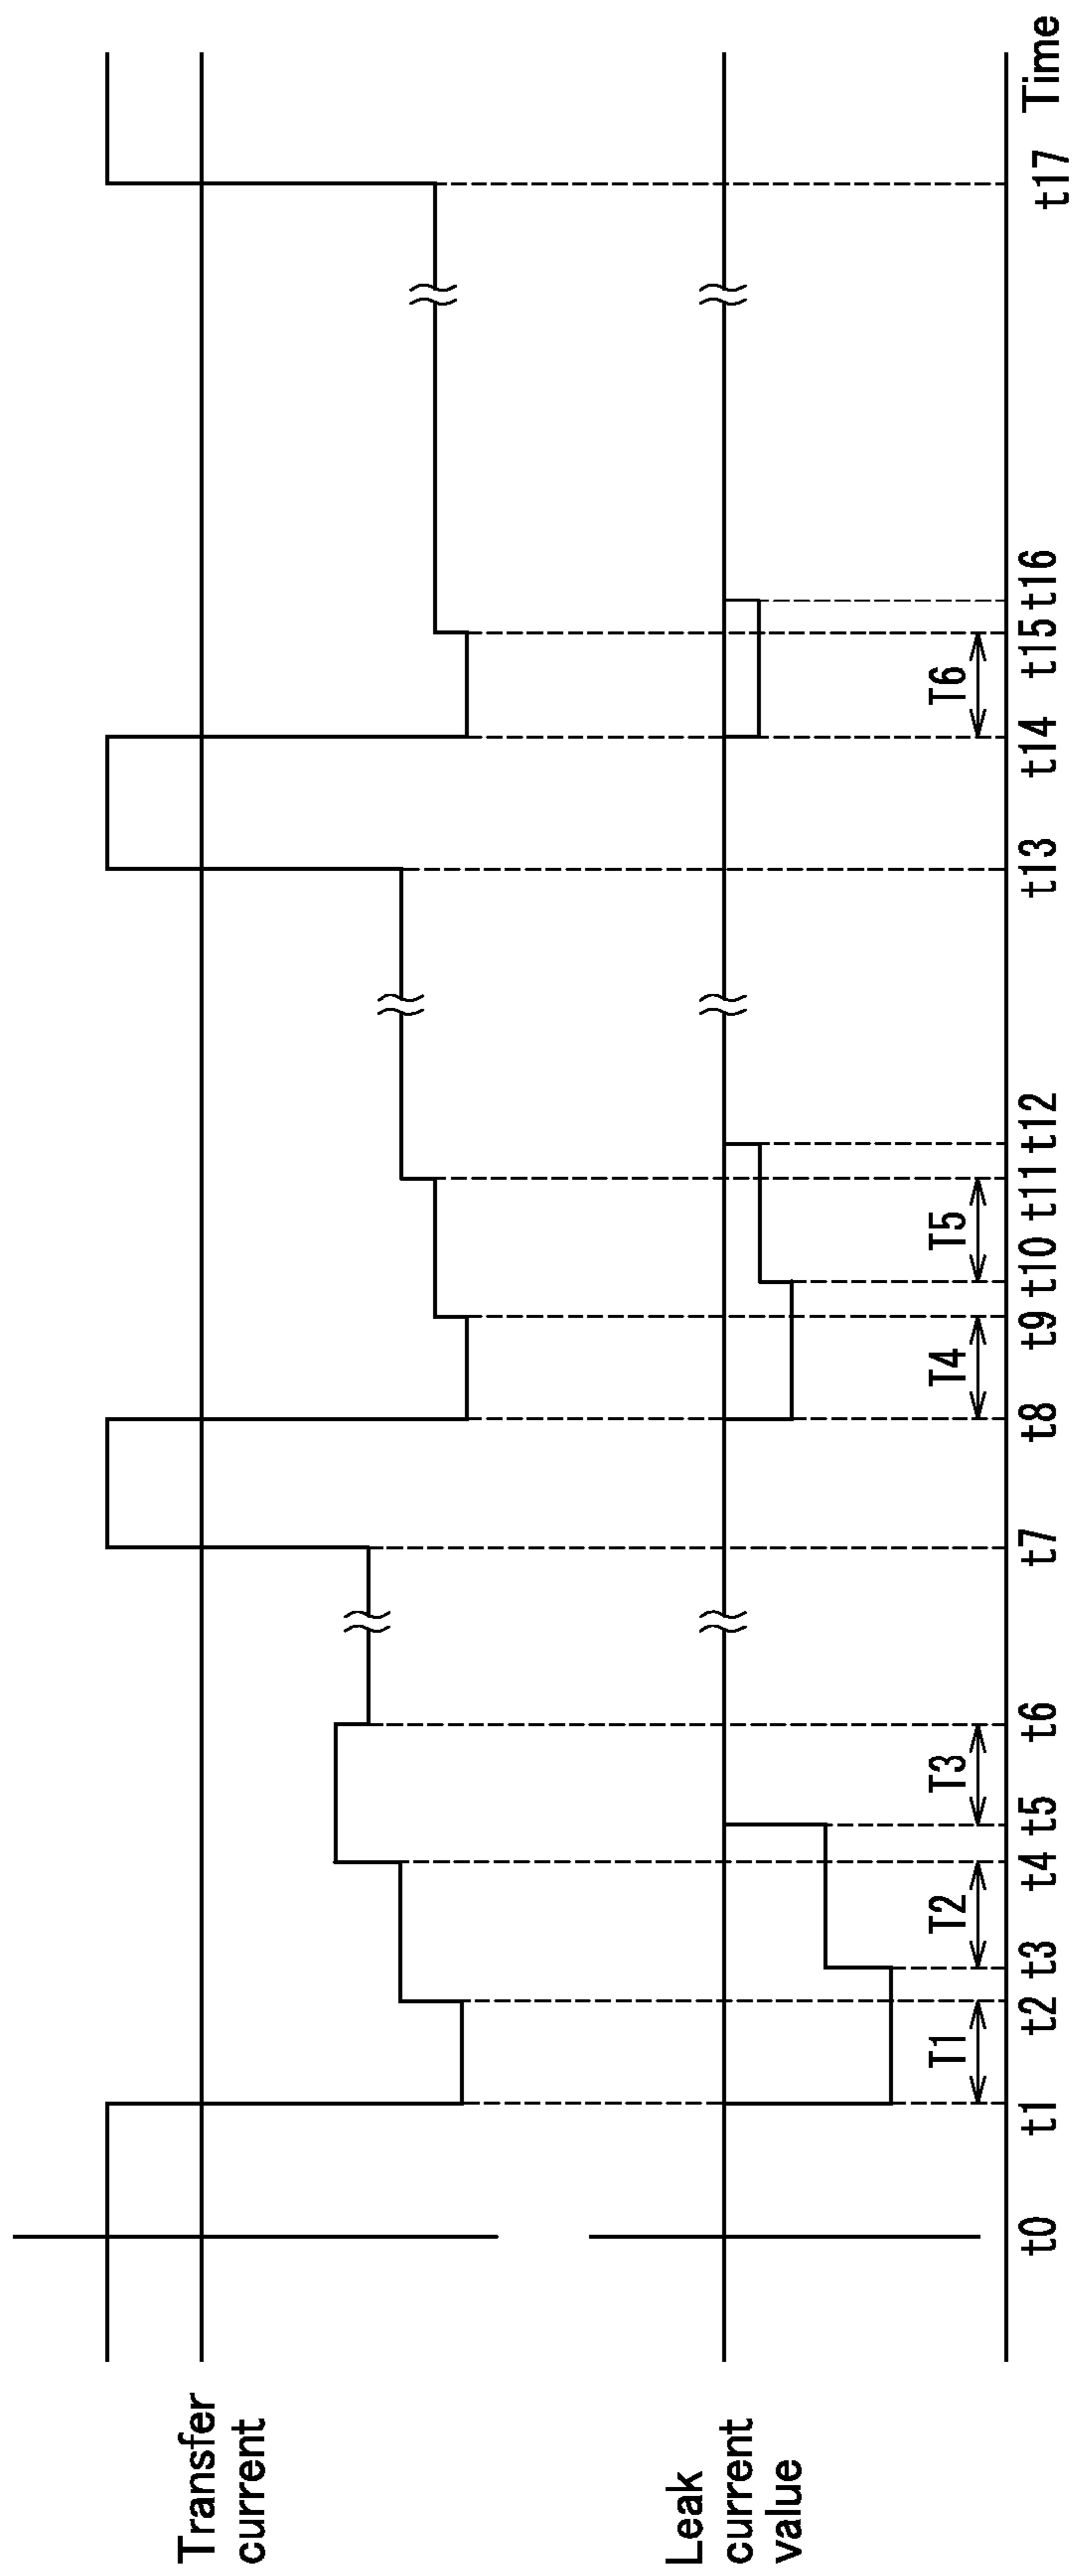 Transfer
current
Leak
current
value
T1
T2
T3
T4
T5
T6
t0
t1
t2
t3
t4
t5
t6
t7
t8
t9
t10
t11
t12
t13
t14
t15
t16
t17
Time